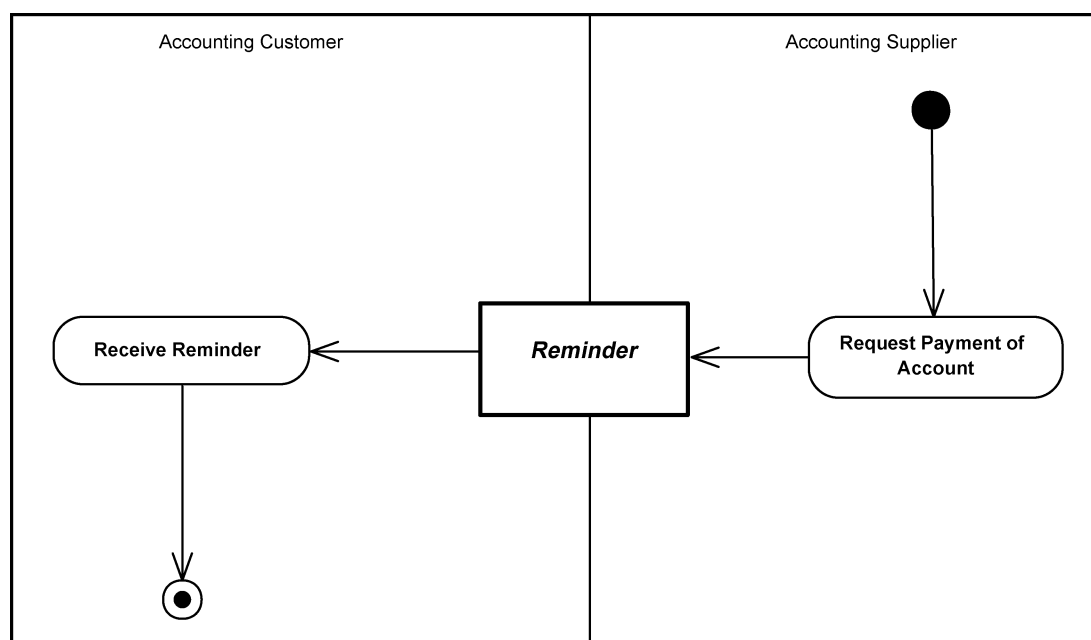 Accounting Customer
Accounting Supplier
Receive Reminder
Reminder
Request Payment of
Account